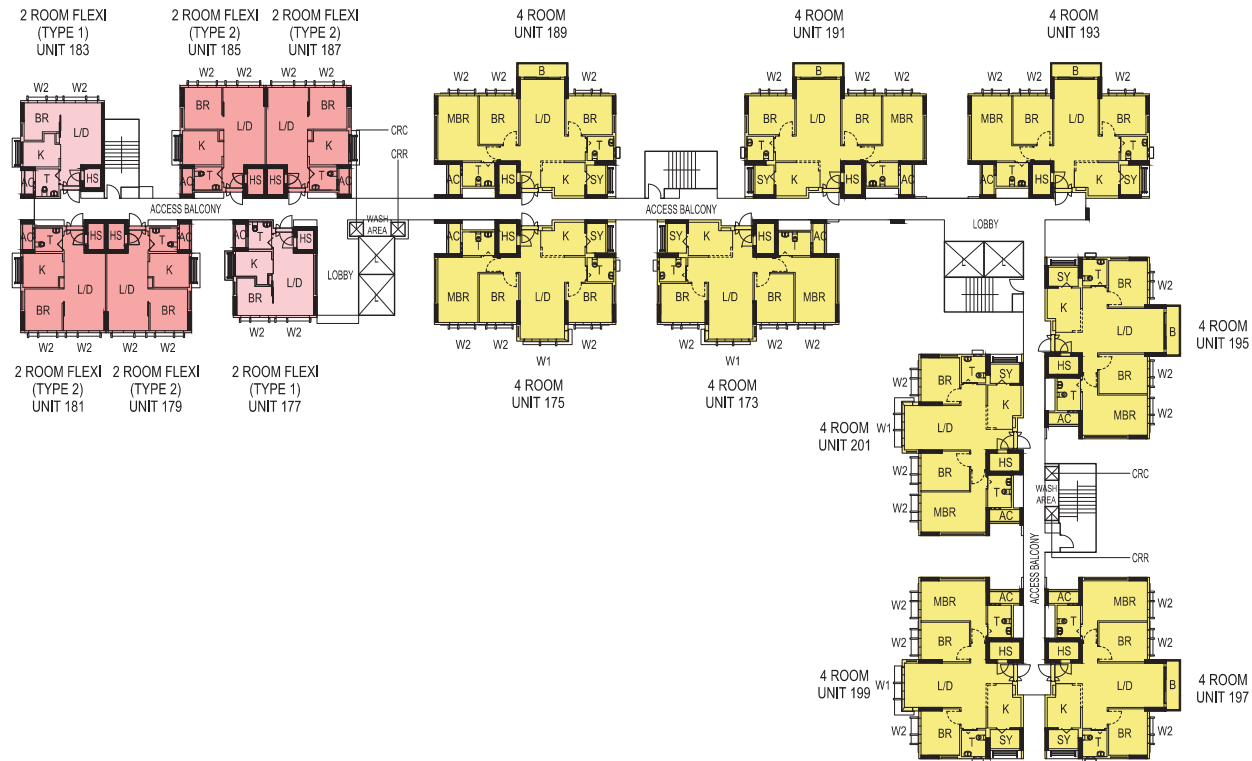 2 ROOM FLEXI
(TYPE 1)
UNIT 183
2 ROOM FLEXI
(TYPE 2)
UNIT 185
2 ROOM FLEXI
(TYPE 2)
UNIT 187
4 ROOM
UNIT 189
4 ROOM
UNIT 191
4 ROOM
UNIT 193
W2 W2
BR
L/D
K
T
HS
AC
W2 W2 W2 W2
BR
L/D
L/D
BR
K
K
AC
T
HS
HS
T
AC
CRC
CRR
W2 W2
B
W2
MBR
BR
L/D
BR
T
AC
T
HS
K
SY
W2
B
W2 W2
BR
L/D
BR
MBR
T
SY
K
HS
T
AC
W2 W2
B
W2
MBR
BR
L/D
BR
T
AC
T
HS
K
SY
ACCESS BALCONY
ACCESS BALCONY
LOBBY
WASH
AREA
LOBBY
L
L
L
L
AC
T
HS
HS
T
AC
K
L/D
L/D
K
BR
BR
W2 W2 W2 W2
AC
T
HS
K
L/D
BR
W2 W2
2 ROOM FLEXI
(TYPE 2)
UNIT 181
2 ROOM FLEXI
(TYPE 2)
UNIT 179
2 ROOM FLEXI
(TYPE 1)
UNIT 177
AC
T
HS
K
SY
T
MBR
BR
L/D
BR
W2 W2
W1
W2
4 ROOM
UNIT 175
SY
K
HS
T
AC
T
BR
L/D
BR
MBR
W2
W1
W2 W2
4 ROOM
UNIT 173
SY
T
BR
W2
K
L/D
B
HS
BR
W2
T
MBR
W2
AC
4 ROOM
UNIT 195
W2
BR
T
SY
K
W1
L/D
HS
W2
BR
T
W2
MBR
AC
4 ROOM
UNIT 201
CRC
WASH
AREA
CRR
ACCESS BALCONY
W2
MBR
AC
T
W2
BR
HS
W1
L/D
K
W2
BR
T
SY
4 ROOM
UNIT 199
AC
MBR
W2
T
BR
W2
HS
L/D
B
K
BR
W2
SY
T
4 ROOM
UNIT 197